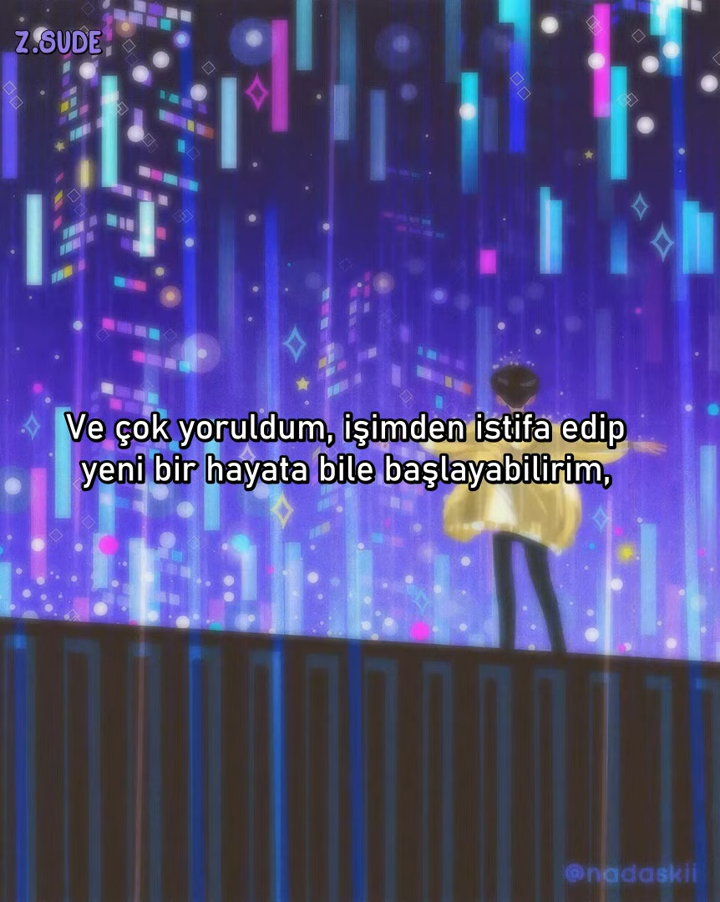 Z.SUDE
Ve çok yoruldum, işimden istifa edip
yeni bir hayata bile başlayabilirim,
@nadaskii